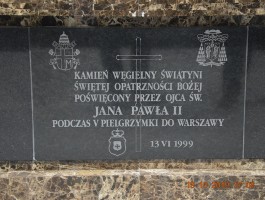 KAMIEŃ WĘGIELNY ŚWIĄTYNI
ŚWIĘTEJ OPATRZNOŚCI BOŻEJ
POŚWIĘCONY PRZEZ OJCA ŚW.
JANA PAWŁA II
PODCZAS V PIELGRZYMKI DO WARSZAWY
13 VI 1999